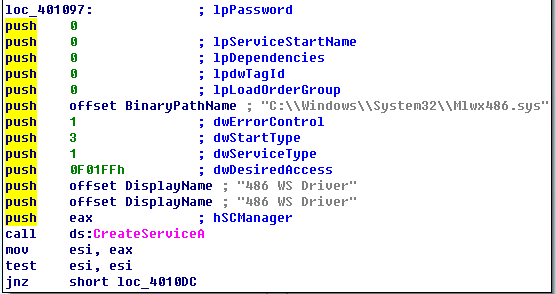 loc_401097: ; lpPassword
push 0
push 0 ; lpServiceStartName
push 0 ; lpDependencies
push 0 ; lpdwTagId
push 0 ; lpLoadOrderGroup
push offset BinaryPathName ; "C:\\Windows\\System32\\Mlwx486.sys"
push 1 ; dwErrorControl
push 3 ; dwStartType
push 1 ; dwServiceType
push 0F01FFh ; dwDesiredAccess
push offset DisplayName ; "486 WS Driver"
push offset DisplayName ; "486 WS Driver"
push eax ; hSCManager
call ds:CreateServiceA
mov esi, eax
test esi, esi
jnz short loc_4010DC